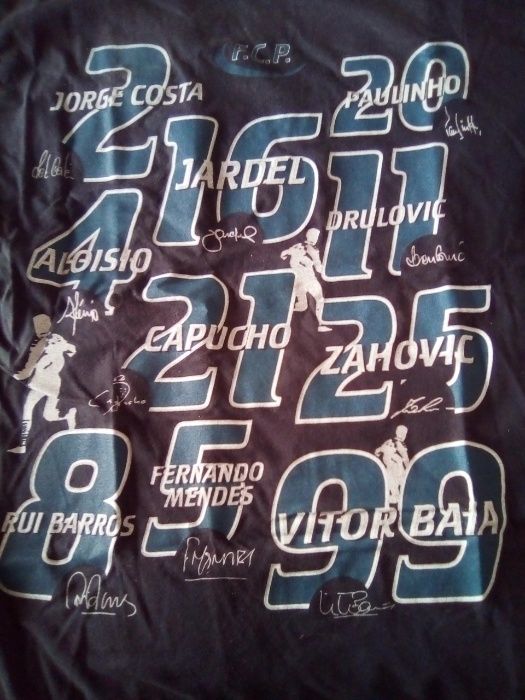 F.C.P.
2
JORGE COSTA
20
PAULINHO
16
JARDEL
11
DRULOVIC
4
ALOISIO
21
CAPUCHO
25
ZAHOVIC
8
RUI BARROS
5
FERNANDO
MENDES
99
VITOR BAÍA